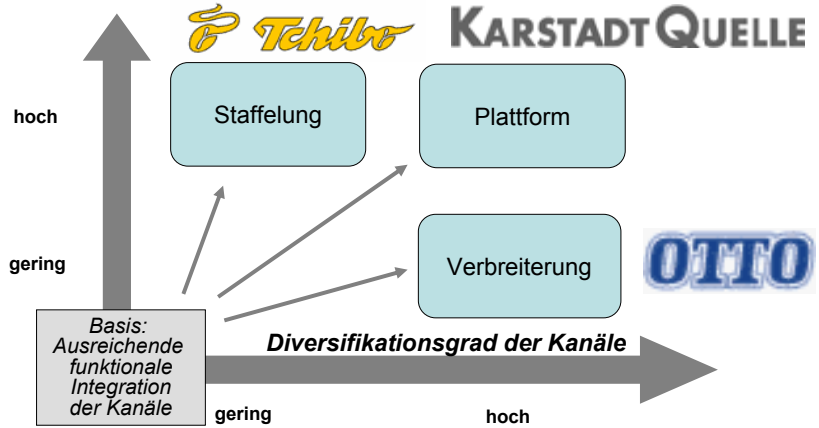 Tchibo
KARSTADT QUELLE
hoch
Staffelung
Plattform
gering
Verbreiterung
OTTO
Basis:
Ausreichende
funktionale
Integration
der Kanäle
Diversifikationsgrad der Kanäle
gering
hoch